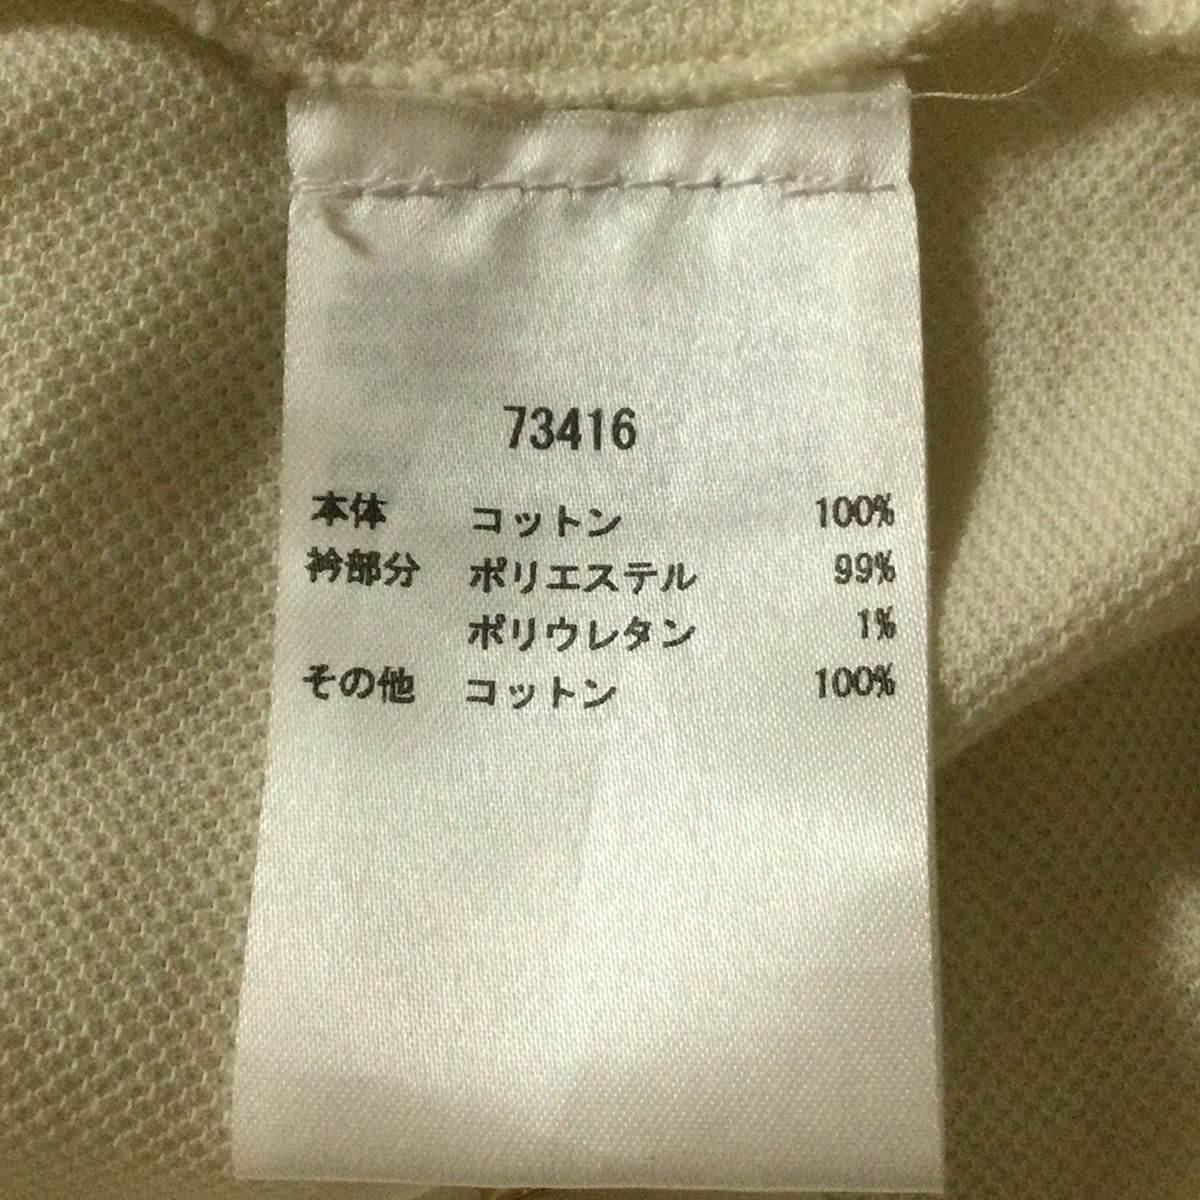 73416
本体 コットン 100%
衿部分 ポリエステル 99%
ポリウレタン 1%
その他 コットン 100%